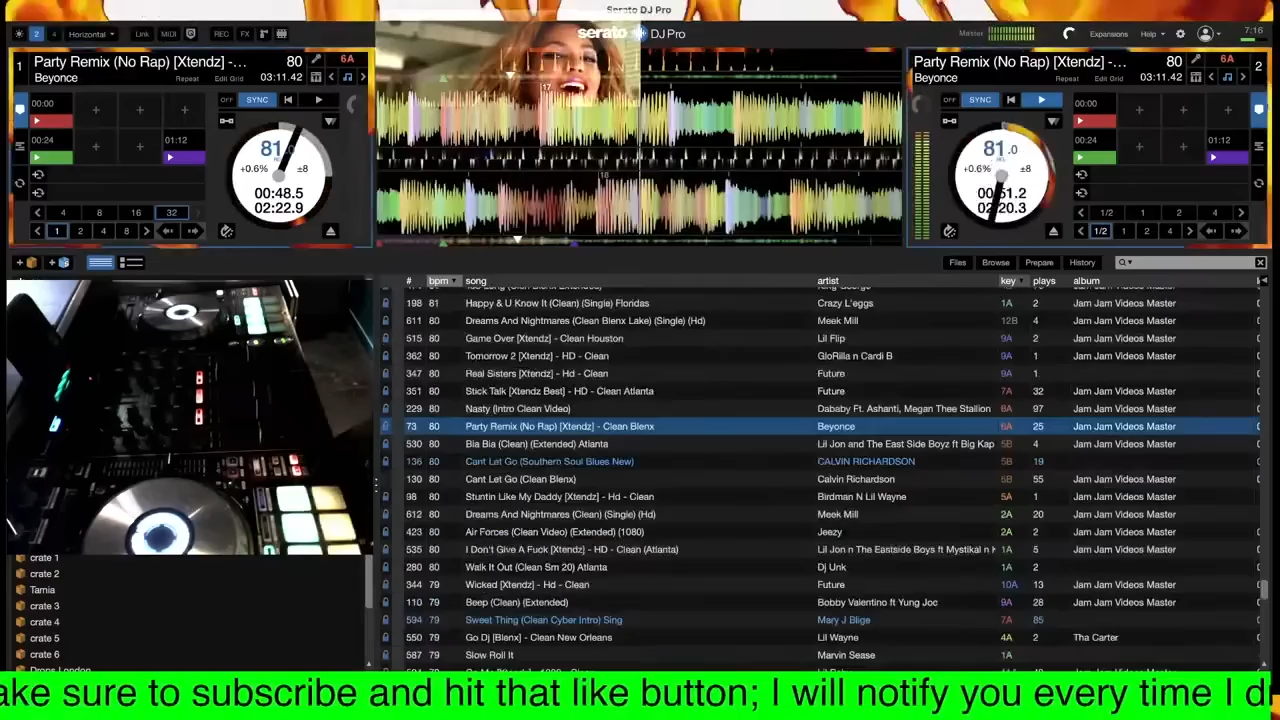 Serato DJ Pro
2 4 Horizontal Link MIDI REC FX serato DJ Pro Master Expansions Help 7:16
1 Party Remix (No Rap) [Xtendz] -... 80 6A
Beyonce Repeat Edit Grid 03:11.42
00:00 OFF SYNC
00:24 01:12
81.0
+0.6% ±8
00:48.5
02:22.9
4 8 16 32
1 2 4 8
17
18
Party Remix (No Rap) [Xtendz] -... 80 6A 2
Beyonce Repeat Edit Grid 03:11.42
OFF SYNC 00:00
00:24 01:12
81.0
+0.6% ±8
00:51.2
02:20.3
1/2 1 2 4
1/2 1 2 4
Files Browse Prepare History
# bpm song artist key plays album
198 81 Happy & U Know It (Clean) (Single) Floridas Crazy L'eggs 1A 2 Jam Jam Videos Master
611 80 Dreams And Nightmares (Clean Blenx Lake) (Single) (Hd) Meek Mill 12B 4 Jam Jam Videos Master
515 80 Game Over [Xtendz] - Clean Houston Lil Flip 9A 2 Jam Jam Videos Master
362 80 Tomorrow 2 [Xtendz] - HD - Clean GloRilla n Cardi B 9A 1 Jam Jam Videos Master
347 80 Real Sisters [Xtendz] - Hd - Clean Future 9A 1
351 80 Stick Talk [Xtendz Best] - HD - Clean Atlanta Future 7A 32 Jam Jam Videos Master
229 80 Nasty (Intro Clean Video) Dababy Ft. Ashanti, Megan Thee Stallion 8A 97 Jam Jam Videos Master
73 80 Party Remix (No Rap) [Xtendz] - Clean Blenx Beyonce 6A 25 Jam Jam Videos Master
530 80 Bia Bia (Clean) (Extended) Atlanta Lil Jon and The East Side Boyz ft Big Kap 5B 4 Jam Jam Videos Master
136 80 Cant Let Go (Southern Soul Blues New) CALVIN RICHARDSON 5B 19
130 80 Cant Let Go (Clean Blenx) Calvin Richardson 5B 55 Jam Jam Videos Master
98 80 Stuntin Like My Daddy [Xtendz] - Hd - Clean Birdman N Lil Wayne 5A 1 Jam Jam Videos Master
612 80 Dreams And Nightmares (Clean) (Single) (Hd) Meek Mill 2A 20 Jam Jam Videos Master
423 80 Air Forces (Clean Video) (Extended) (1080) Jeezy 2A 2 Jam Jam Videos Master
535 80 I Don't Give A Fuck [Xtendz] - HD - Clean (Atlanta) Lil Jon n The Eastside Boys ft Mystikal n 1A 5 Jam Jam Videos Master
280 80 Walk It Out (Clean Sm 20) Atlanta Dj Unk 1A 2 Jam Jam Videos Master
344 79 Wicked [Xtendz] - Hd - Clean Future 10A 13 Jam Jam Videos Master
110 79 Beep (Clean) (Extended) Bobby Valentino ft Yung Joc 9A 28 Jam Jam Videos Master
594 79 Sweet Thing (Clean Cyber Intro) Sing Mary J Blige 7A 85
550 79 Go Dj [Blenx] - Clean New Orleans Lil Wayne 4A 2 Tha Carter
587 79 Slow Roll It Marvin Sease 1A
crate 1
crate 2
Tamia
crate 3
crate 4
crate 5
crate 6
Drops London
ake sure to subscribe and hit that like button; I will notify you every time I d